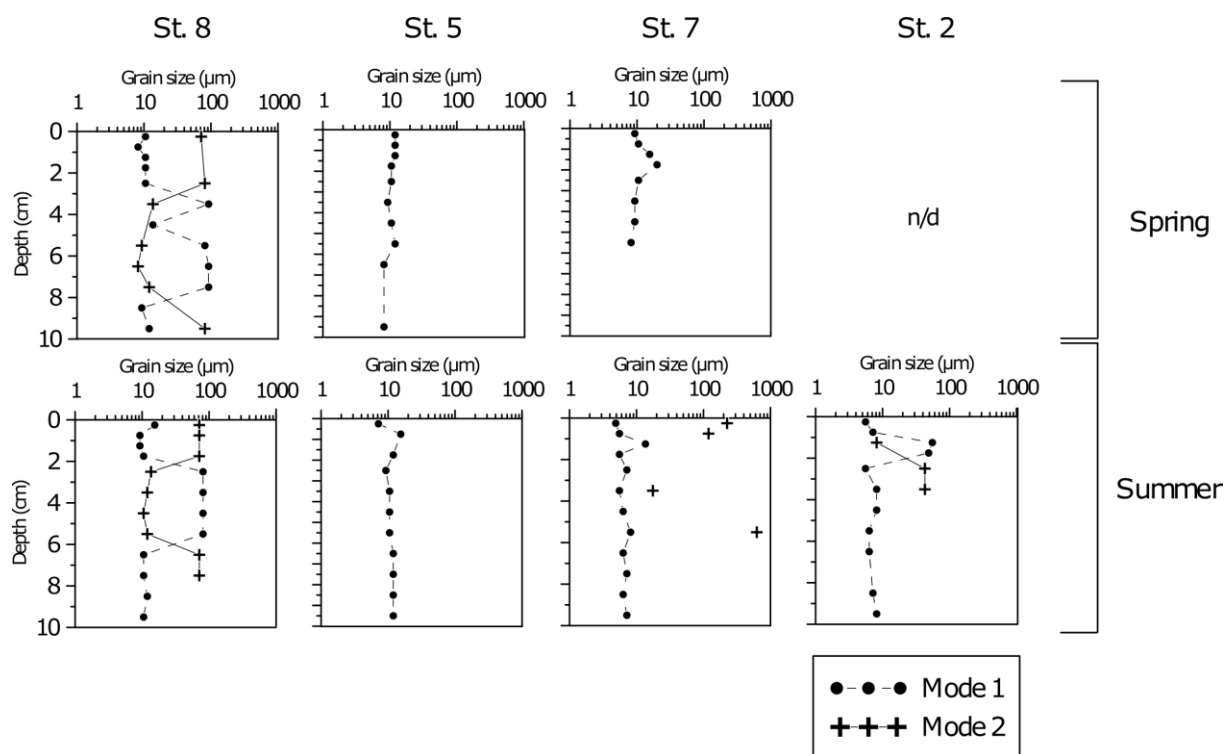 St. 8 St. 5 St. 7 St. 2
Grain size (µm) Grain size (µm) Grain size (µm)
1 10 100 1000 1 10 100 1000 1 10 100 1000
0
2
4
6
8
10
Depth (cm)
n/d
Spring
Grain size (µm) Grain size (µm) Grain size (µm) Grain size (µm)
1 10 100 1000 1 10 100 1000 1 10 100 1000 1 10 100 1000
0
2
4
6
8
10
Depth (cm)
Summer
Mode 1
Mode 2